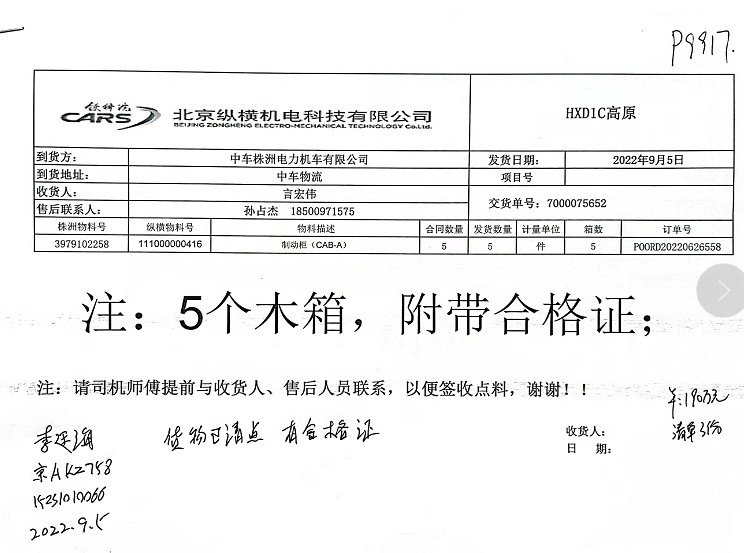 P9917.
铁科院
CARS
北京纵横机电科技有限公司
BEIJING ZONGHENG ELECTRO-MECHANICAL TECHNOLOGY Co.Ltd.
HXD1C高原
到货方： 中车株洲电力机车有限公司 发货日期： 2022年9月5日
到货地址： 中车物流 项目号
收货人： 言宏伟
交货单号：7000075652
售后联系人： 孙占杰 18500971575
株洲物料号 纵横物料号 物料描述 合同数量 发货数量 计量单位 箱数 订单号
3979102258 111000000416 制动柜（CAB-A） 5 5 件 5 POORD20220626558
注：5个木箱，附带合格证；
注：请司机师傅提前与收货人、售后人员联系，以便签收点料，谢谢！！
半:190万元
货物已清点 有合格证
收货人： 清单3份
日 期：
京AK2758
15231010066
2022.9.5